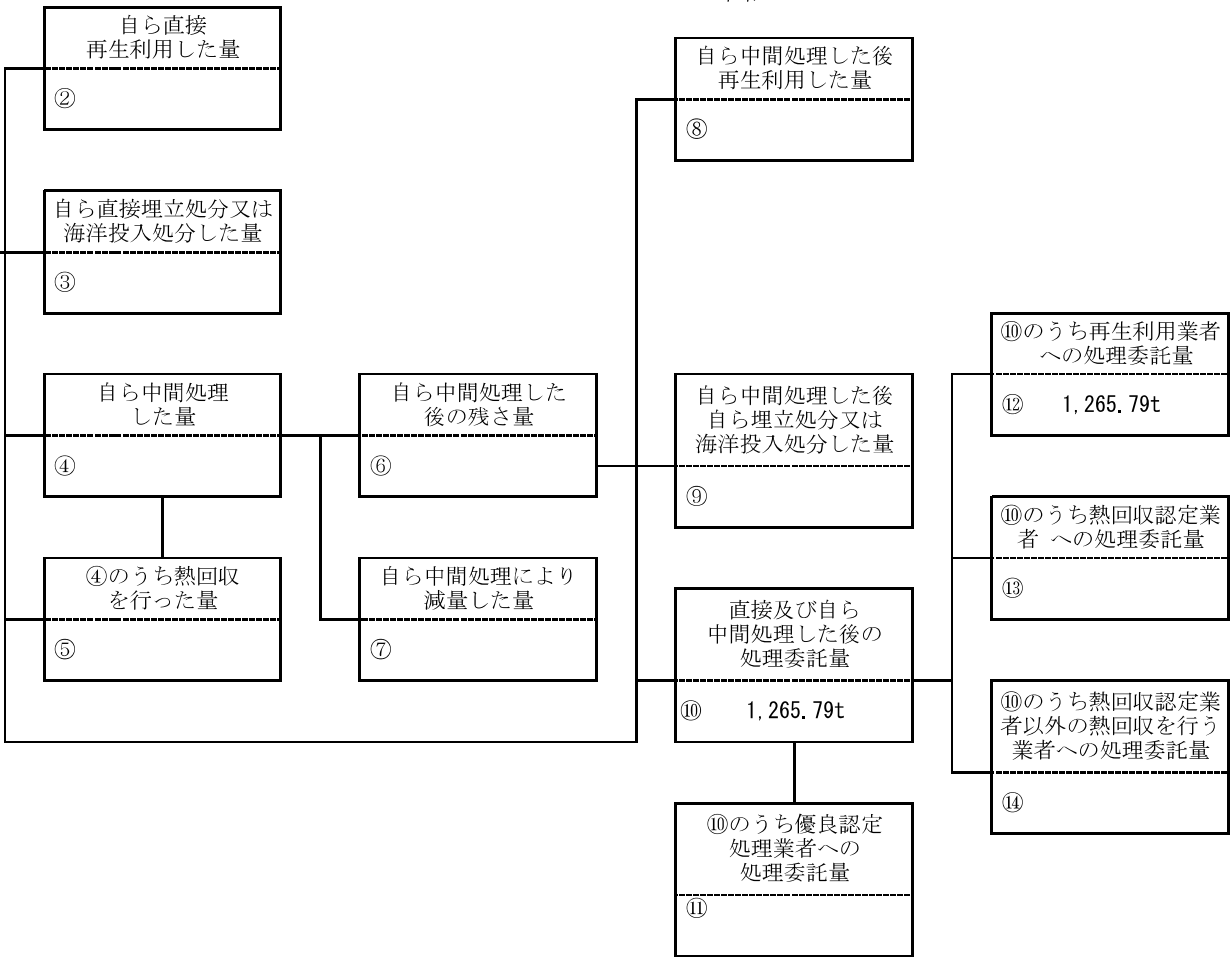 自ら直接
再生利用した量
②
自ら直接埋立処分又は
海洋投入処分した量
③
自ら中間処理
した量
④
④のうち熱回収
を行った量
⑤
自ら中間処理した
後の残さ量
⑥
自ら中間処理により
減量した量
⑦
自ら中間処理した後
再生利用した量
⑧
自ら中間処理した後
自ら埋立処分又は
海洋投入処分した量
⑨
直接及び自ら
中間処理した後の
処理委託量
⑩ 1,265.79t
⑩のうち優良認定
処理業者への
処理委託量
⑪
⑩のうち再生利用業者
への処理委託量
⑫ 1,265.79t
⑩のうち熱回収認定業
者 への処理委託量
⑬
⑩のうち熱回収認定業
者以外の熱回収を行う
業者への処理委託量
⑭